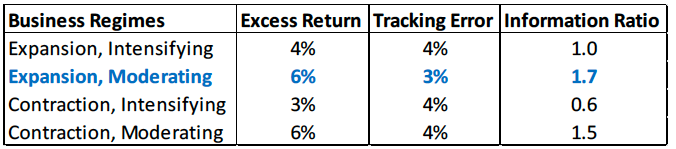 Business Regimes Excess Return Tracking Error Information Ratio
Expansion, Intensifying 4% 4% 1.0
Expansion, Moderating 6% 3% 1.7
Contraction, Intensifying 3% 4% 0.6
Contraction, Moderating 6% 4% 1.5